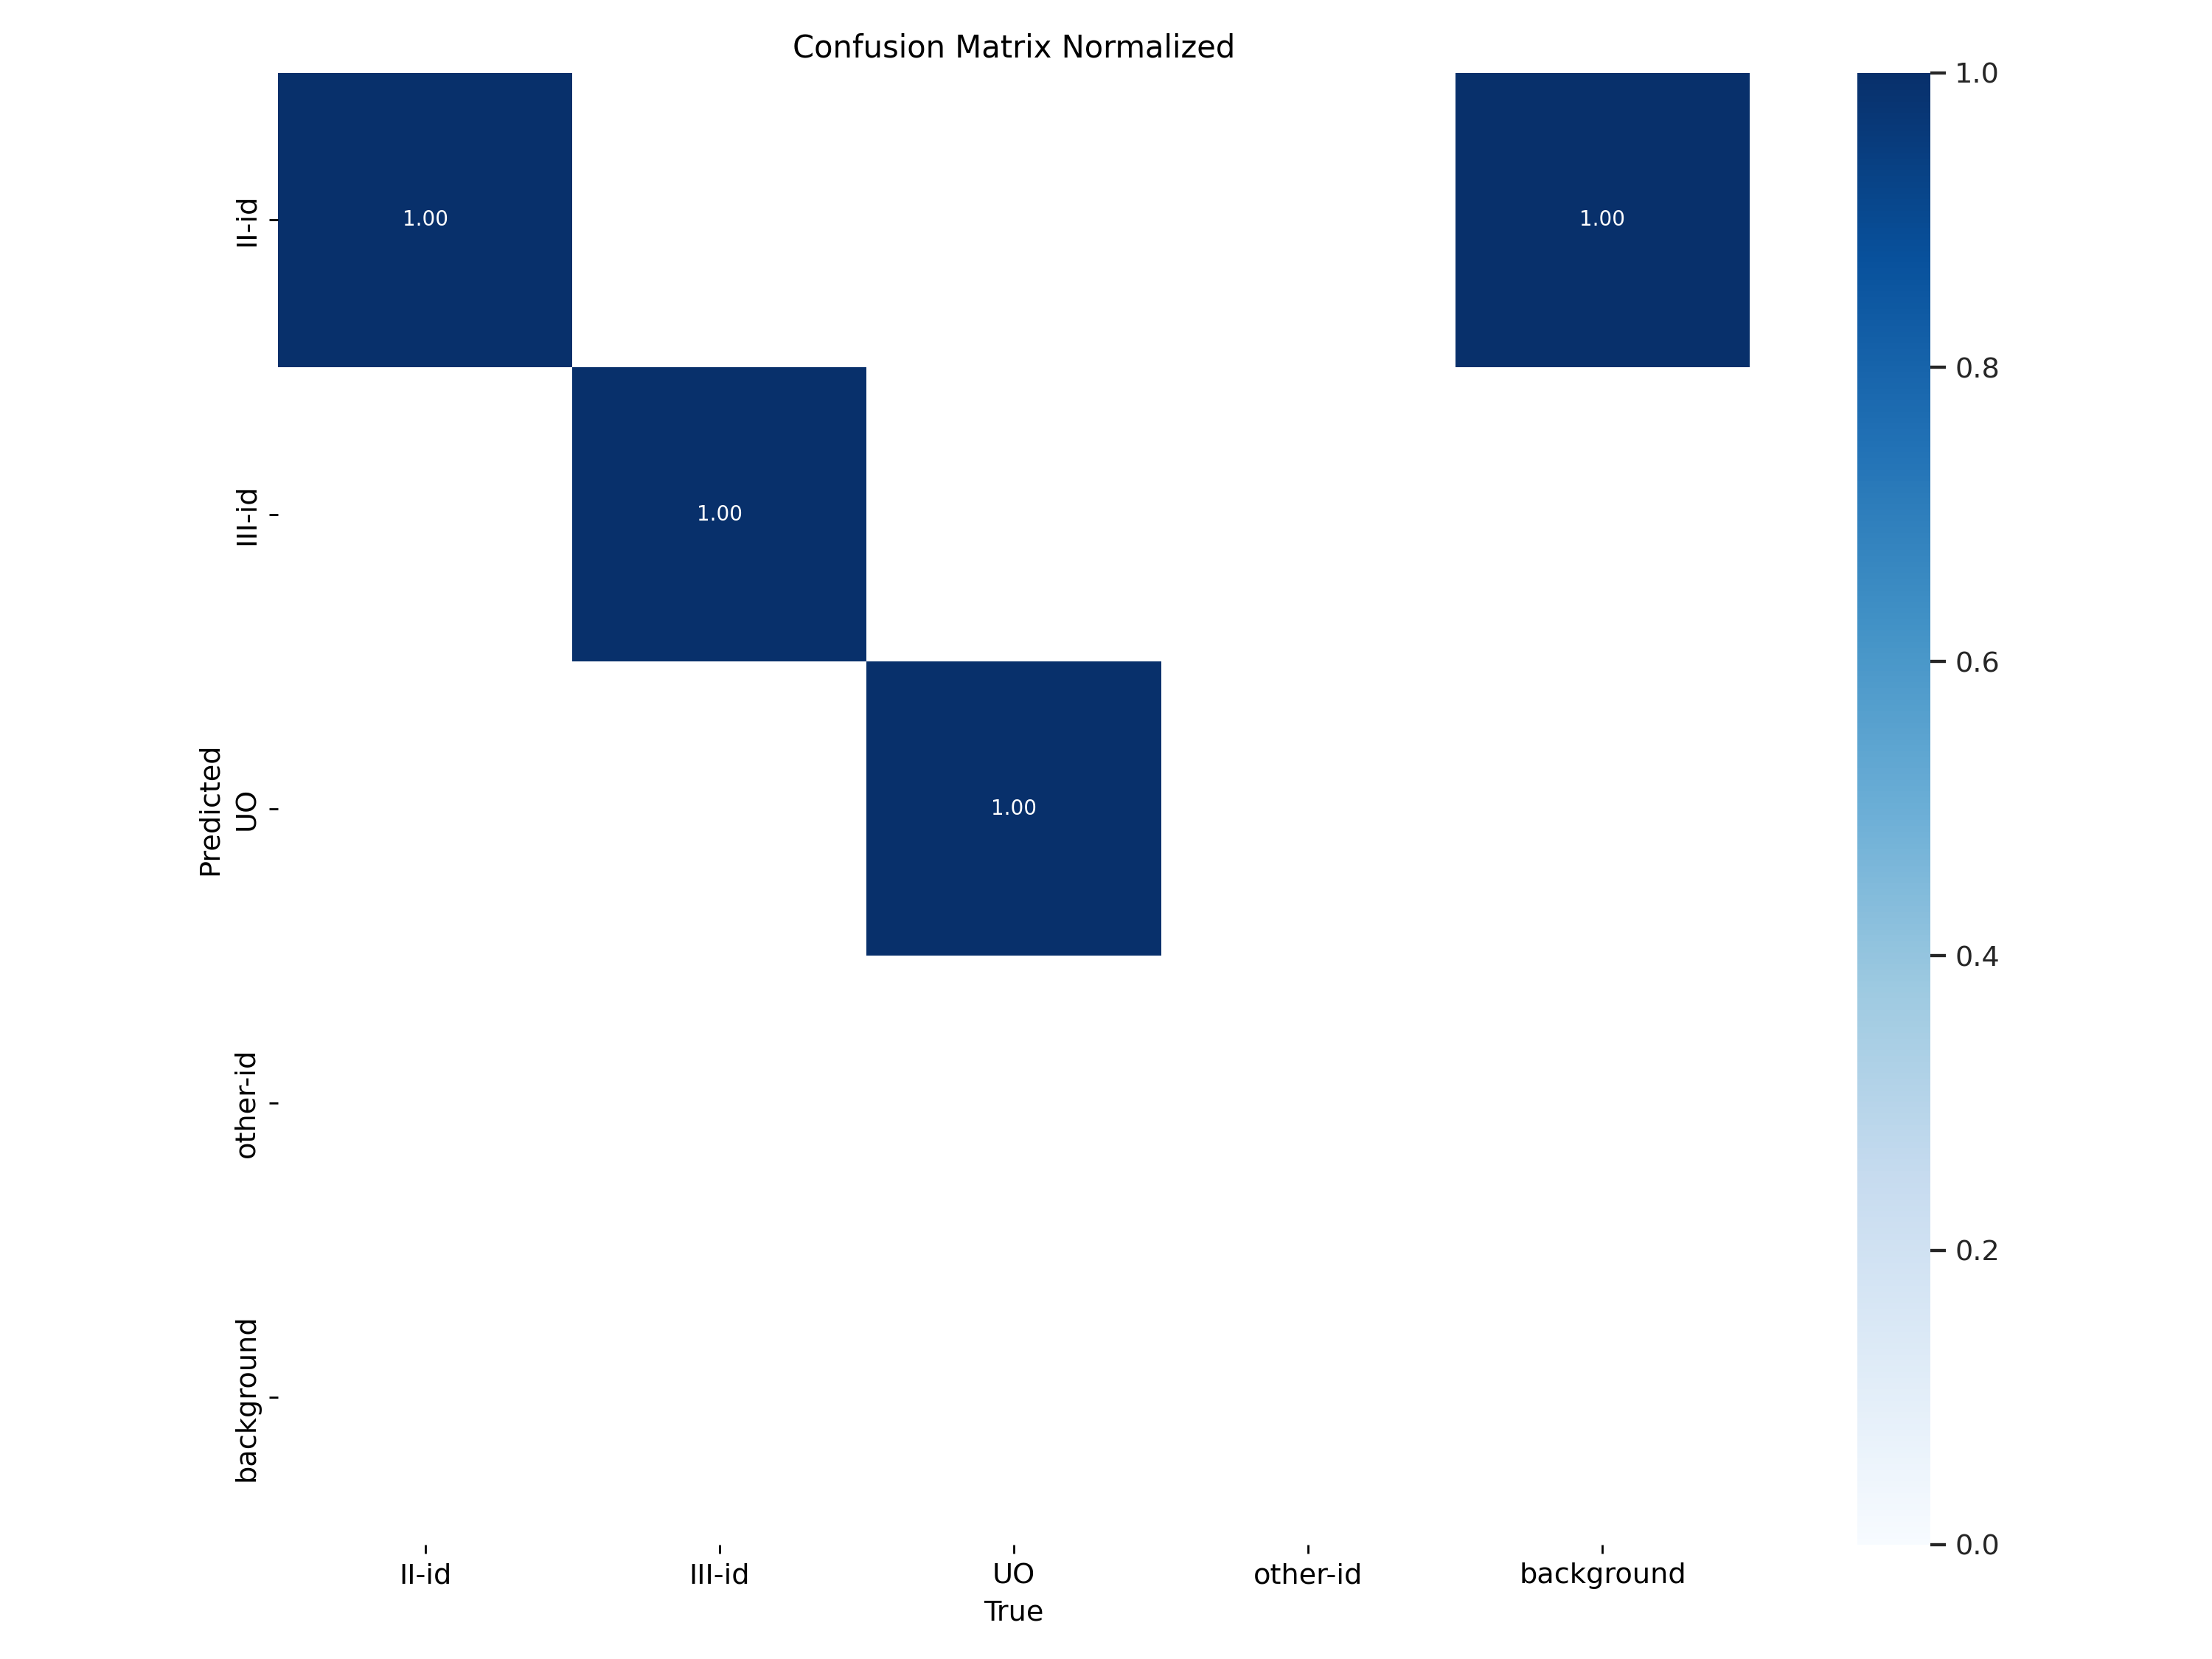 Confusion Matrix Normalized
1.0
II-id
1.00
1.00
0.8
III-id
1.00
0.6
Predicted
UO
1.00
0.4
other-id
0.2
background
0.0
II-id III-id UO other-id background
True